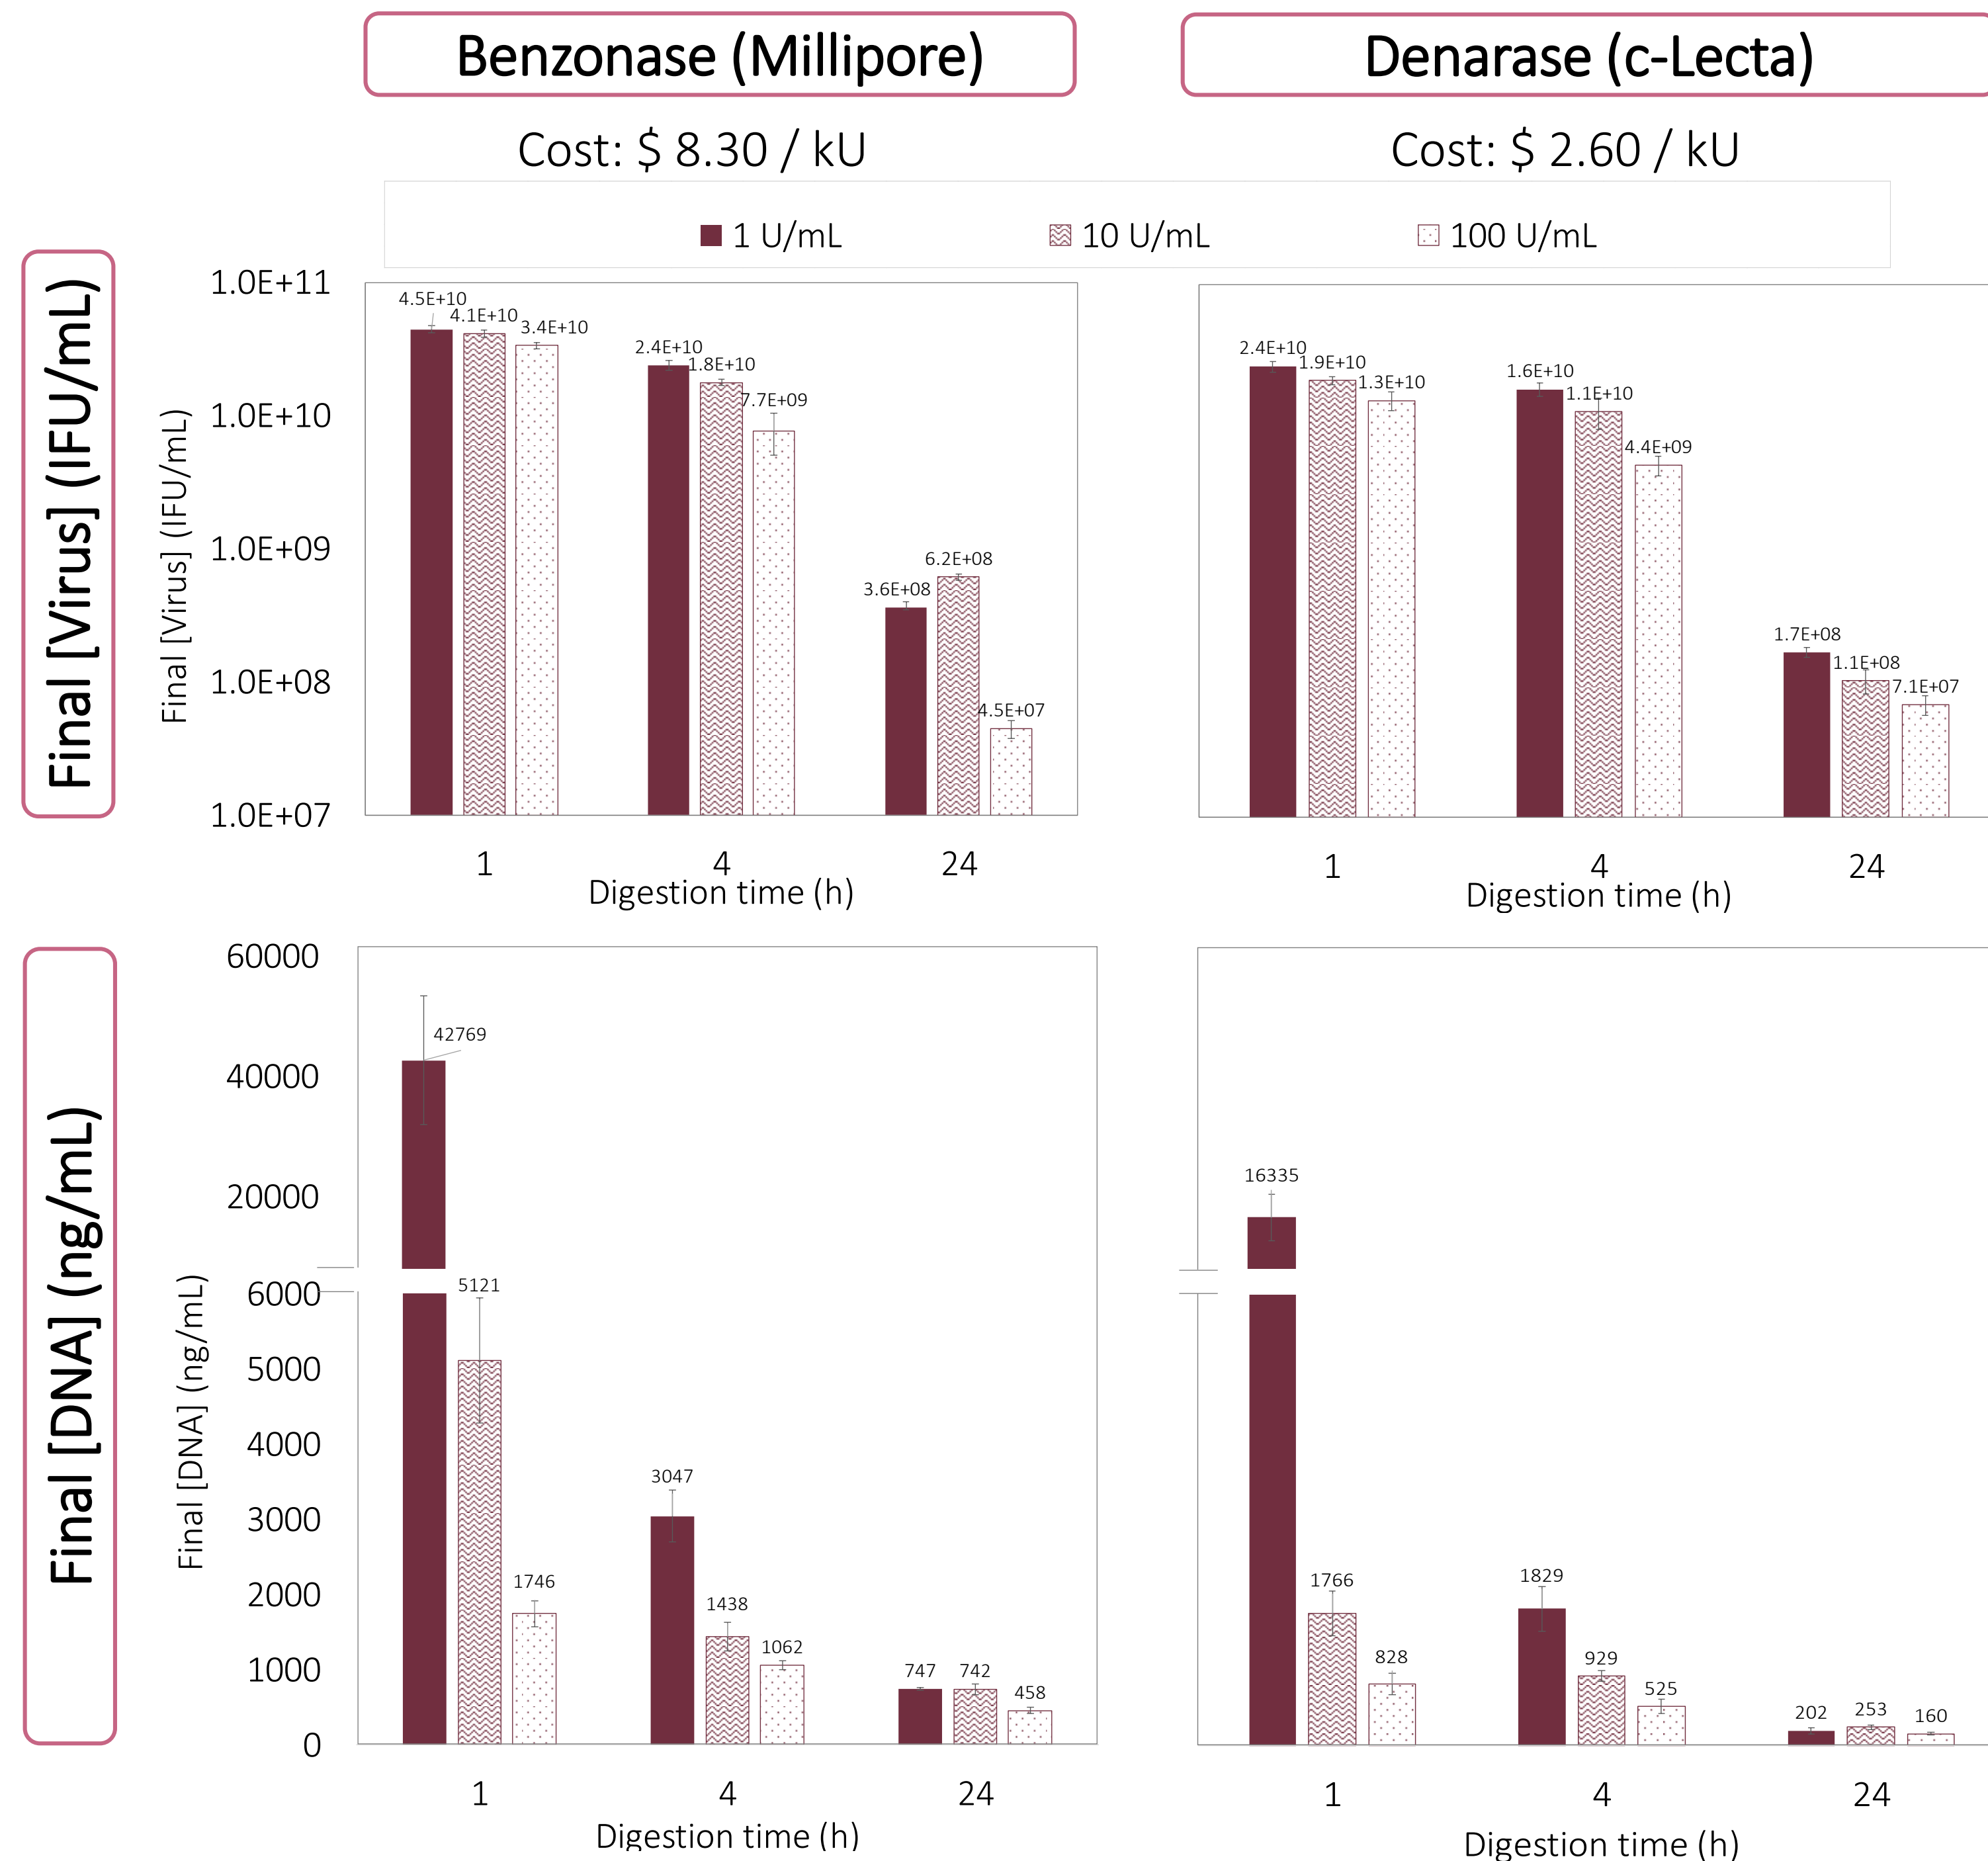 Benzonase (Millipore)
Denarase (c-Lecta)
Cost: $ 8.30 / kU
Cost: $ 2.60 / kU
1 U/mL
10 U/mL
100 U/mL
Final [Virus] (IFU/mL)
Final [Virus] (IFU/mL)
1.0E+11
1.0E+10
1.0E+09
1.0E+08
1.0E+07
4.5E+10
4.1E+10
3.4E+10
2.4E+10
1.8E+10
7.7E+09
3.6E+08
6.2E+08
4.5E+07
1
4
24
Digestion time (h)
2.4E+10
1.9E+10
1.3E+10
1.6E+10
1.1E+10
4.4E+09
1.7E+08
1.1E+08
7.1E+07
1
4
24
Digestion time (h)
Final [DNA] (ng/mL)
Final [DNA] (ng/mL)
60000
40000
20000
6000
5000
4000
3000
2000
1000
0
42769
5121
1746
3047
1438
1062
747
742
458
1
4
24
Digestion time (h)
16335
1766
828
1829
929
525
202
253
160
1
4
24
Digestion time (h)